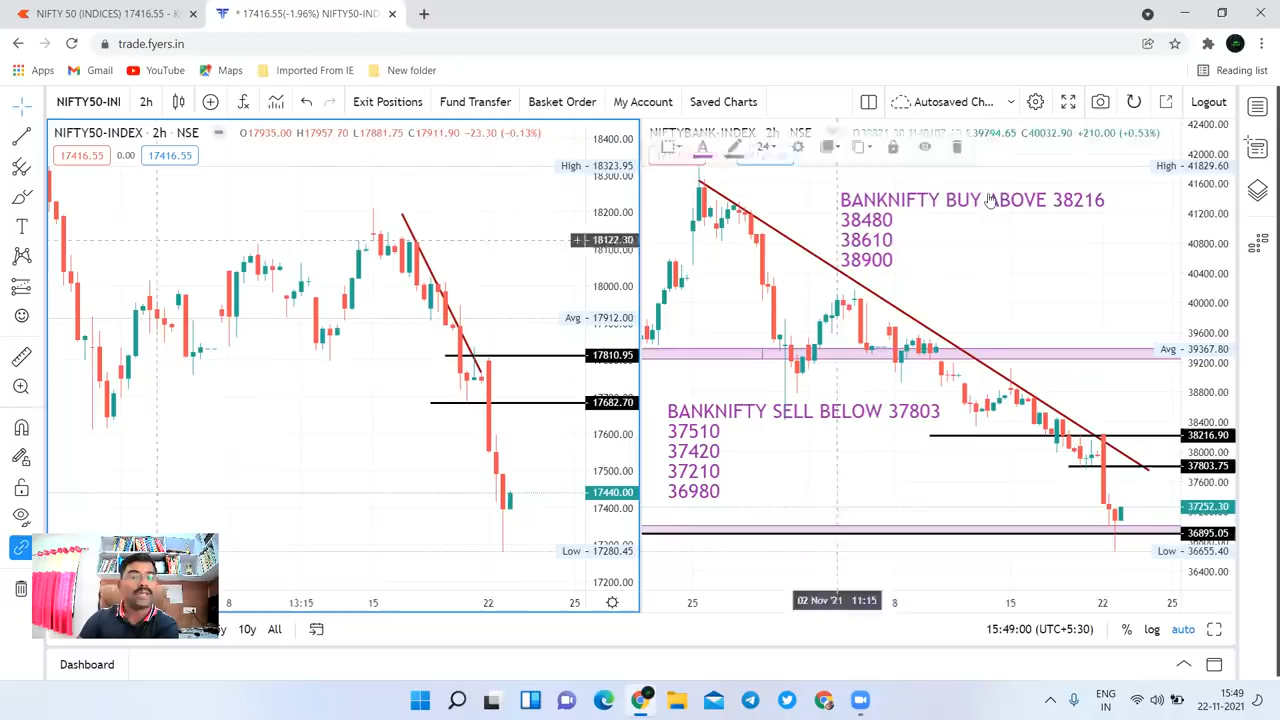 NIFTY 50 (INDICES) 17416.55 - K
* 17416.55(-1.96%) NIFTY50-IND
trade.fyers.in
Apps Gmail YouTube Maps Imported From IE New folder Reading list
NIFTY50-INI 2h Exit Positions Fund Transfer Basket Order My Account Saved Charts Autosaved Ch... Logout
NIFTY50-INDEX · 2h · NSE O17935.00 H17957.70 L17881.75 C17911.90 -23.30 (-0.13%)
17416.55 0.00 17416.55
18400.00
High - 18323.95
18300.00
18200.00
18122.30
18100.00
18000.00
Avg - 17912.00
17810.95
17682.70
17600.00
17500.00
17440.00
17400.00
Low - 17280.45
17200.00
8 13:15 15 22 25
NIFTYBANK-INDEX 2h NSE L39794.65 C40032.90 +210.00 (+0.53%)
24
BANKNIFTY BUY ABOVE 38216
38480
38610
38900
BANKNIFTY SELL BELOW 37803
37510
37420
37210
36980
42400.00
42000.00
High - 41829.60
41600.00
41200.00
40800.00
40400.00
40000.00
39600.00
Avg - 39367.80
39200.00
38800.00
38400.00
38216.90
38000.00
37803.75
37600.00
37252.30
36895.05
Low - 36655.40
36400.00
25 02 Nov '21 11:15 8 15 22 25
10y All
15:49:00 (UTC+5:30) % log auto
Dashboard
ENG
IN
15:49
22-11-2021